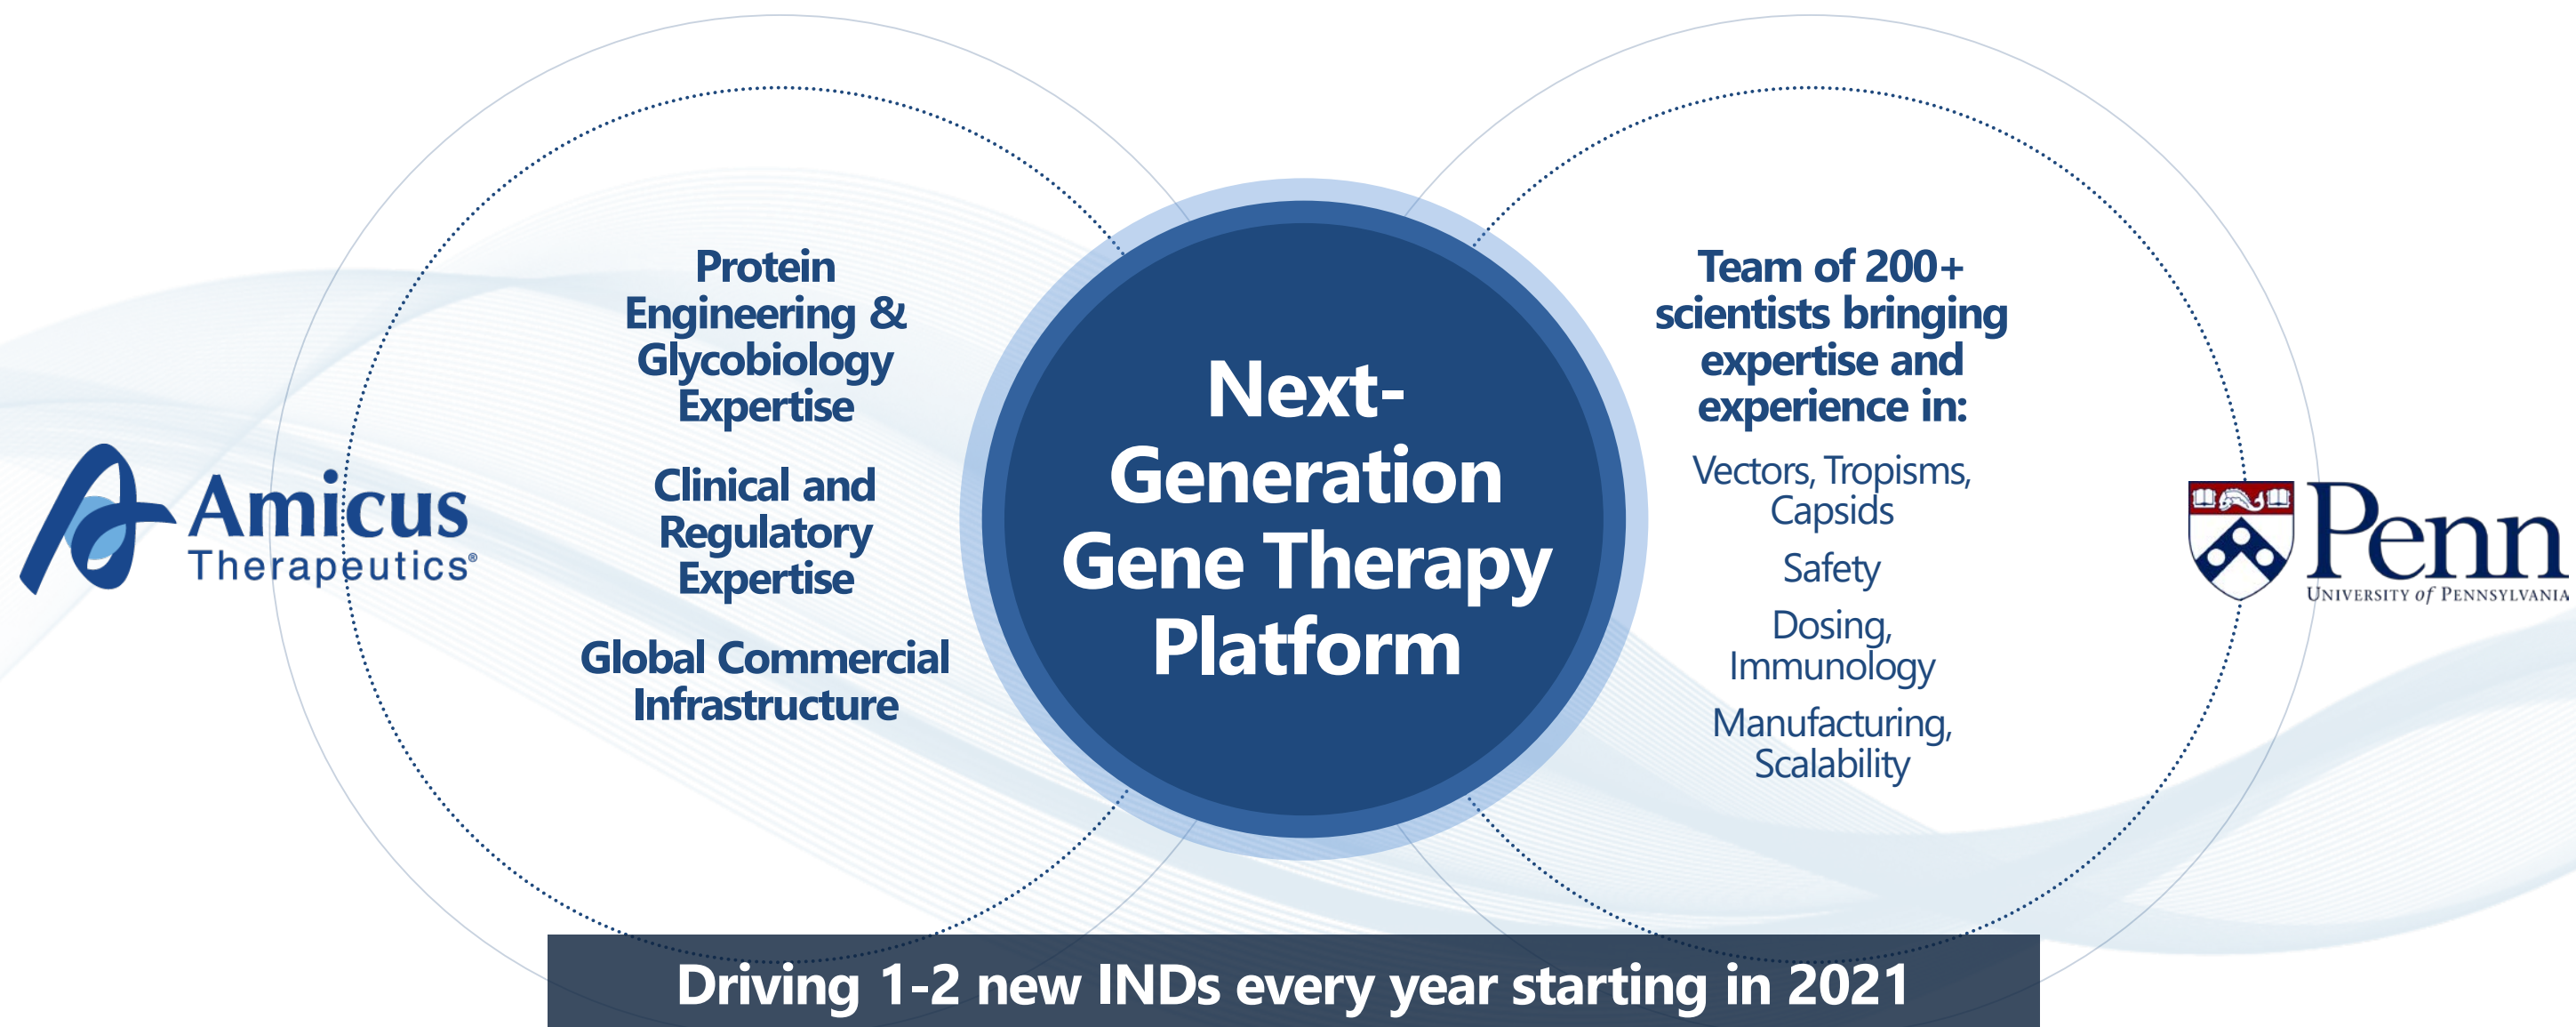 Amicus
Therapeutics®
Protein
Engineering &
Glycobiology
Expertise
Clinical and
Regulatory
Expertise
Global Commercial
Infrastructure
Next-
Generation
Gene Therapy
Platform
Team of 200+
scientists bringing
expertise and
experience in:
Vectors, Tropisms,
Capsids
Safety
Dosing,
Immunology
Manufacturing,
Scalability
Penn
UNIVERSITY of PENNSYLVANIA
Driving 1-2 new INDs every year starting in 2021